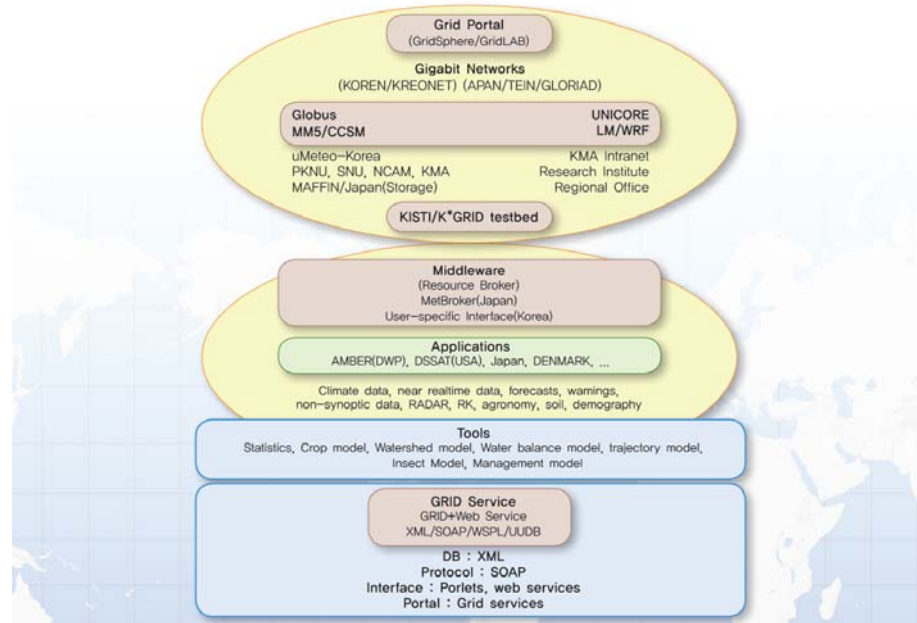 Grid Portal
(GridSphere/GridLAB)
Gigabit Networks
(KOREN/KREONET) (APAN/TEIN/GLORIAD)
Globus
MM5/CCSM
UNICORE
LM/WRF
uMeteo-Korea
PKNU, SNU, NCAM, KMA
MAFFIN/Japan(Storage)
KMA Intranet
Research Institute
Regional Office
KISTI/K*GRID testbed
Middleware
(Resource Broker)
MetBroker(Japan)
User-specific Interface(Korea)
Applications
AMBER(DWP), DSSAT(USA), Japan, DENMARK, ...
Climate data, near realtime data, forecasts, warnings,
non-synoptic data, RADAR, RK, agronomy, soil, demography
Tools
Statistics, Crop model, Watershed model, Water balance model, trajectory model,
Insect Model, Management model
GRID Service
GRID+Web Service
XML/SOAP/WSPL/UUDB
DB : XML
Protocol : SOAP
Interface : Porlets, web services
Portal : Grid services